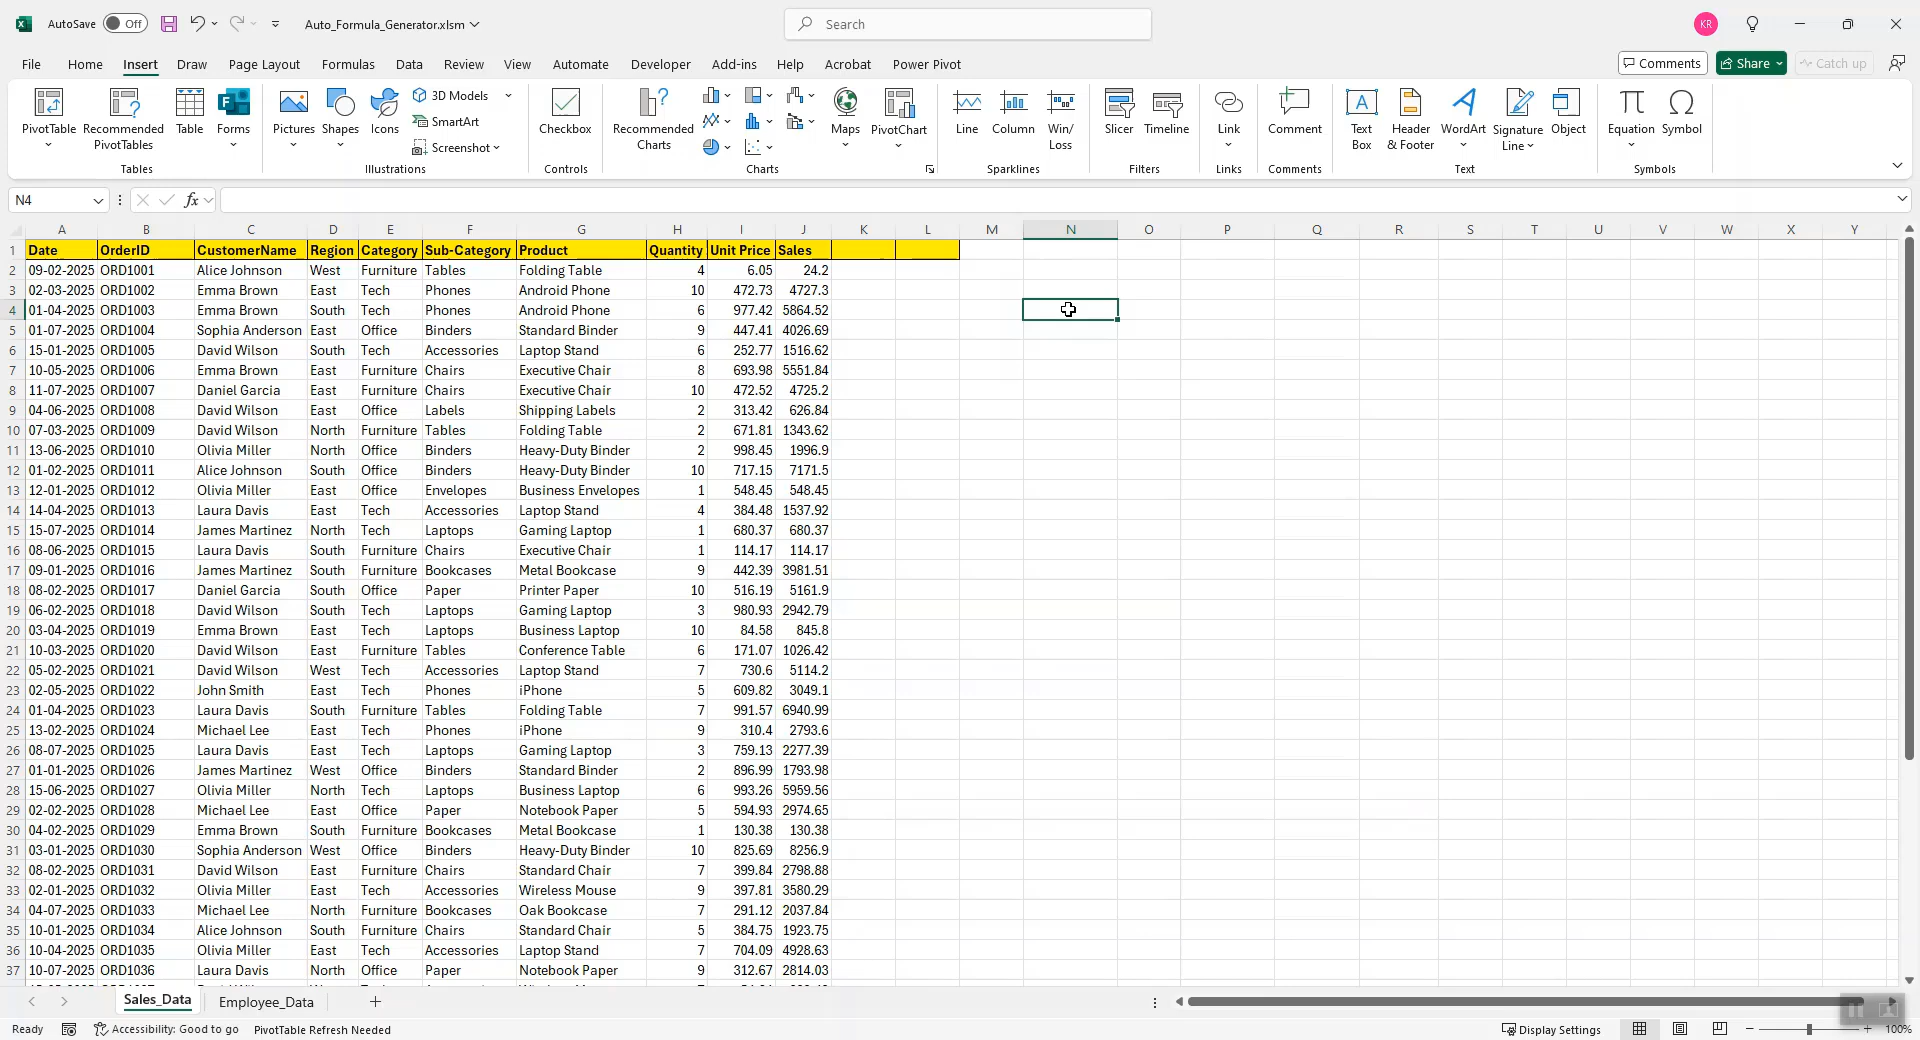 AutoSave Off Auto_Formula_Generator.xlsm Search KR
File Home Insert Draw Page Layout Formulas Data Review View Automate Developer Add-ins Help Acrobat Power Pivot Comments Share Catch up
PivotTable Recommended PivotTables Table Forms Pictures Shapes Icons 3D Models SmartArt Screenshot Checkbox Recommended Charts Maps PivotChart Line Column Win/ Loss Slicer Timeline Link Comment Text Box Header & Footer WordArt Signature Line Object Equation Symbol
Tables Illustrations Controls Charts Sparklines Filters Links Comments Text Symbols
N4 fx
A B C D E F G H I J K L M N O P Q R S T U V W X Y
1 Date OrderID CustomerName Region Category Sub-Category Product Quantity Unit Price Sales
2 09-02-2025 ORD1001 Alice Johnson West Furniture Tables Folding Table 4 6.05 24.2
3 02-03-2025 ORD1002 Emma Brown East Tech Phones Android Phone 10 472.73 4727.3
4 01-04-2025 ORD1003 Emma Brown South Tech Phones Android Phone 6 977.42 5864.52
5 01-07-2025 ORD1004 Sophia Anderson East Office Binders Standard Binder 9 447.41 4026.69
6 15-01-2025 ORD1005 David Wilson South Tech Accessories Laptop Stand 6 252.77 1516.62
7 10-05-2025 ORD1006 Emma Brown East Furniture Chairs Executive Chair 8 693.98 5551.84
8 11-07-2025 ORD1007 Daniel Garcia East Furniture Chairs Executive Chair 10 472.52 4725.2
9 04-06-2025 ORD1008 David Wilson East Office Labels Shipping Labels 2 313.42 626.84
10 07-03-2025 ORD1009 David Wilson North Furniture Tables Folding Table 2 671.81 1343.62
11 13-06-2025 ORD1010 Olivia Miller North Office Binders Heavy-Duty Binder 2 998.45 1996.9
12 01-02-2025 ORD1011 Alice Johnson South Office Binders Heavy-Duty Binder 10 717.15 7171.5
13 12-01-2025 ORD1012 Olivia Miller East Office Envelopes Business Envelopes 1 548.45 548.45
14 14-04-2025 ORD1013 Laura Davis East Tech Accessories Laptop Stand 4 384.48 1537.92
15 15-07-2025 ORD1014 James Martinez North Tech Laptops Gaming Laptop 1 680.37 680.37
16 08-06-2025 ORD1015 Laura Davis South Furniture Chairs Executive Chair 1 114.17 114.17
17 09-01-2025 ORD1016 James Martinez South Furniture Bookcases Metal Bookcase 9 442.39 3981.51
18 08-02-2025 ORD1017 Daniel Garcia South Office Paper Printer Paper 10 516.19 5161.9
19 06-02-2025 ORD1018 David Wilson South Tech Laptops Gaming Laptop 3 980.93 2942.79
20 03-04-2025 ORD1019 Emma Brown East Tech Laptops Business Laptop 10 84.58 845.8
21 10-03-2025 ORD1020 David Wilson East Furniture Tables Conference Table 6 171.07 1026.42
22 05-02-2025 ORD1021 David Wilson West Tech Accessories Laptop Stand 7 730.6 5114.2
23 02-05-2025 ORD1022 John Smith East Tech Phones iPhone 5 609.82 3049.1
24 01-04-2025 ORD1023 Laura Davis South Furniture Tables Folding Table 7 991.57 6940.99
25 13-02-2025 ORD1024 Michael Lee East Tech Phones iPhone 9 310.4 2793.6
26 08-07-2025 ORD1025 Laura Davis East Tech Laptops Gaming Laptop 3 759.13 2277.39
27 01-01-2025 ORD1026 James Martinez West Office Binders Standard Binder 2 896.99 1793.98
28 15-06-2025 ORD1027 Olivia Miller North Tech Laptops Business Laptop 6 993.26 5959.56
29 02-02-2025 ORD1028 Michael Lee East Office Paper Notebook Paper 5 594.93 2974.65
30 04-02-2025 ORD1029 Emma Brown South Furniture Bookcases Metal Bookcase 1 130.38 130.38
31 03-01-2025 ORD1030 Sophia Anderson West Office Binders Heavy-Duty Binder 10 825.69 8256.9
32 08-02-2025 ORD1031 David Wilson East Furniture Chairs Standard Chair 7 399.84 2798.88
33 02-01-2025 ORD1032 Olivia Miller East Tech Accessories Wireless Mouse 9 397.81 3580.29
34 04-07-2025 ORD1033 Michael Lee North Furniture Bookcases Oak Bookcase 7 291.12 2037.84
35 10-01-2025 ORD1034 Alice Johnson South Furniture Chairs Standard Chair 5 384.75 1923.75
36 10-04-2025 ORD1035 Olivia Miller East Tech Accessories Laptop Stand 7 704.09 4928.63
37 10-07-2025 ORD1036 Laura Davis North Office Paper Notebook Paper 9 312.67 2814.03
Sales_Data Employee_Data
Ready Accessibility: Good to go PivotTable Refresh Needed Display Settings 100%